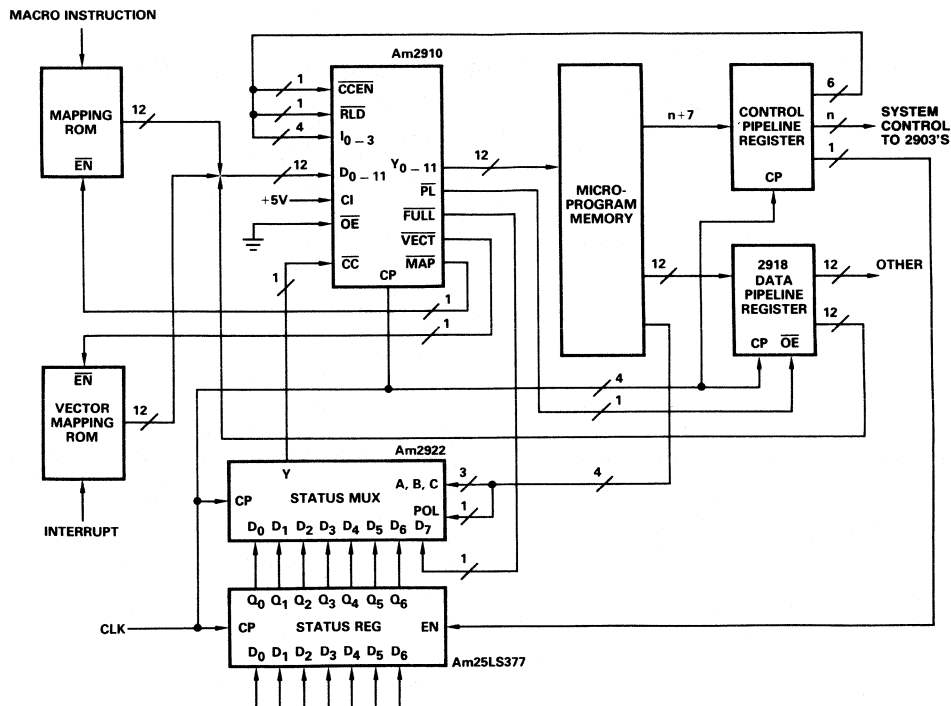 MACRO INSTRUCTION
Am2910
MAPPING
ROM
EN
12
1
CCEN
1
RLD
4
I0 – 3
12
D0 – 11
+5V
CI
OE
1
CC
CP
Y0 – 11
PL
FULL
VECT
MAP
12
1
1
MICRO-
PROGRAM
MEMORY
n+7
CONTROL
PIPELINE
REGISTER
CP
6
n
1
SYSTEM
CONTROL
TO 2903'S
12
2918
DATA
PIPELINE
REGISTER
CP OE
12
OTHER
12
EN
VECTOR
MAPPING
ROM
12
INTERRUPT
4
1
Am2922
Y
CP
STATUS MUX
A, B, C
POL
D0 D1 D2 D3 D4 D5 D6 D7
3
4
1
1
Q0 Q1 Q2 Q3 Q4 Q5 Q6
CLK
CP
STATUS REG
EN
D0 D1 D2 D3 D4 D5 D6
Am25LS377